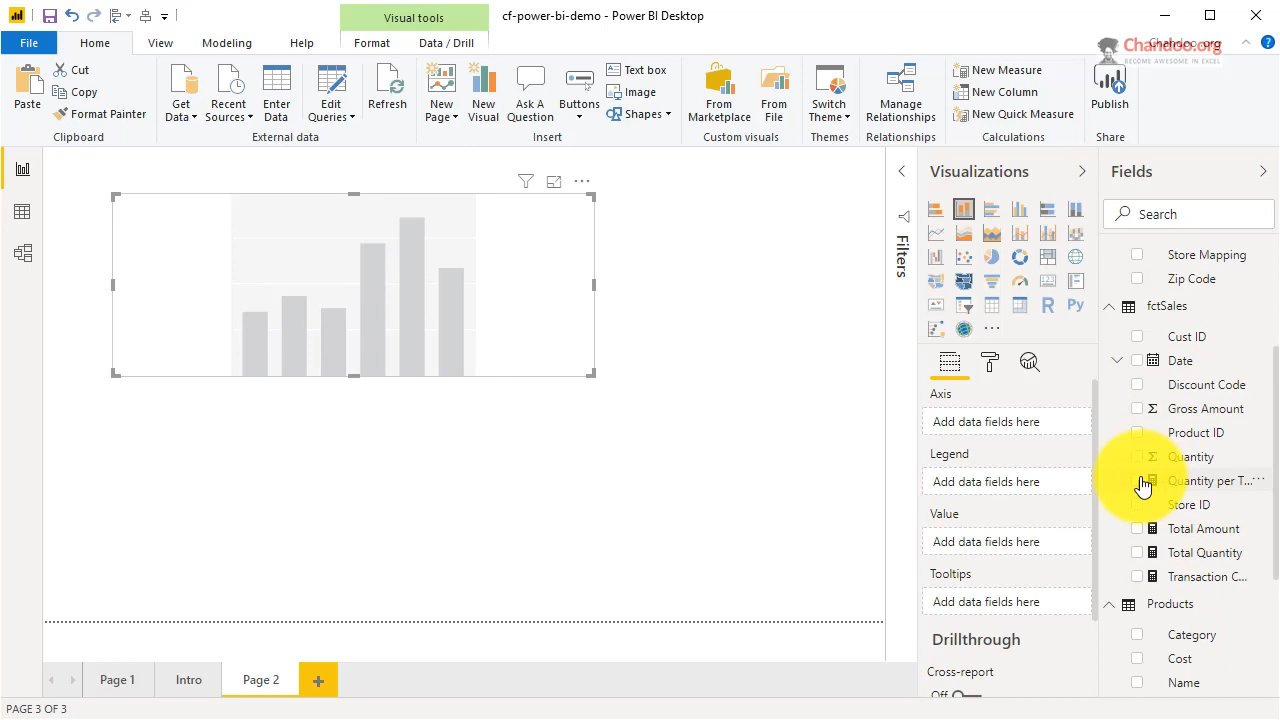 Visual tools
cf-power-bi-demo - Power BI Desktop
File
Home
View
Modeling
Help
Format
Data / Drill
Chandoo.org
BECOME AWESOME IN EXCEL
?
Paste
Cut
Copy
Format Painter
Clipboard
Get Data
Recent Sources
Enter Data
External data
Edit Queries
Refresh
New Page
New Visual
Ask A Question
Buttons
Text box
Image
Shapes
Insert
From Marketplace
From File
Custom visuals
Switch Theme
Themes
Manage Relationships
Relationships
New Measure
New Column
New Quick Measure
Calculations
Publish
Share
Filters
Visualizations
R
Py
Axis
Add data fields here
Legend
Add data fields here
Value
Add data fields here
Tooltips
Add data fields here
Drillthrough
Cross-report
Off
Fields
Search
Store Mapping
Zip Code
fctSales
Cust ID
Date
Discount Code
Σ Gross Amount
Product ID
Σ Quantity
Quantity per T...
Store ID
Total Amount
Total Quantity
Transaction C...
Products
Category
Cost
Name
Page 1
Intro
Page 2
PAGE 3 OF 3